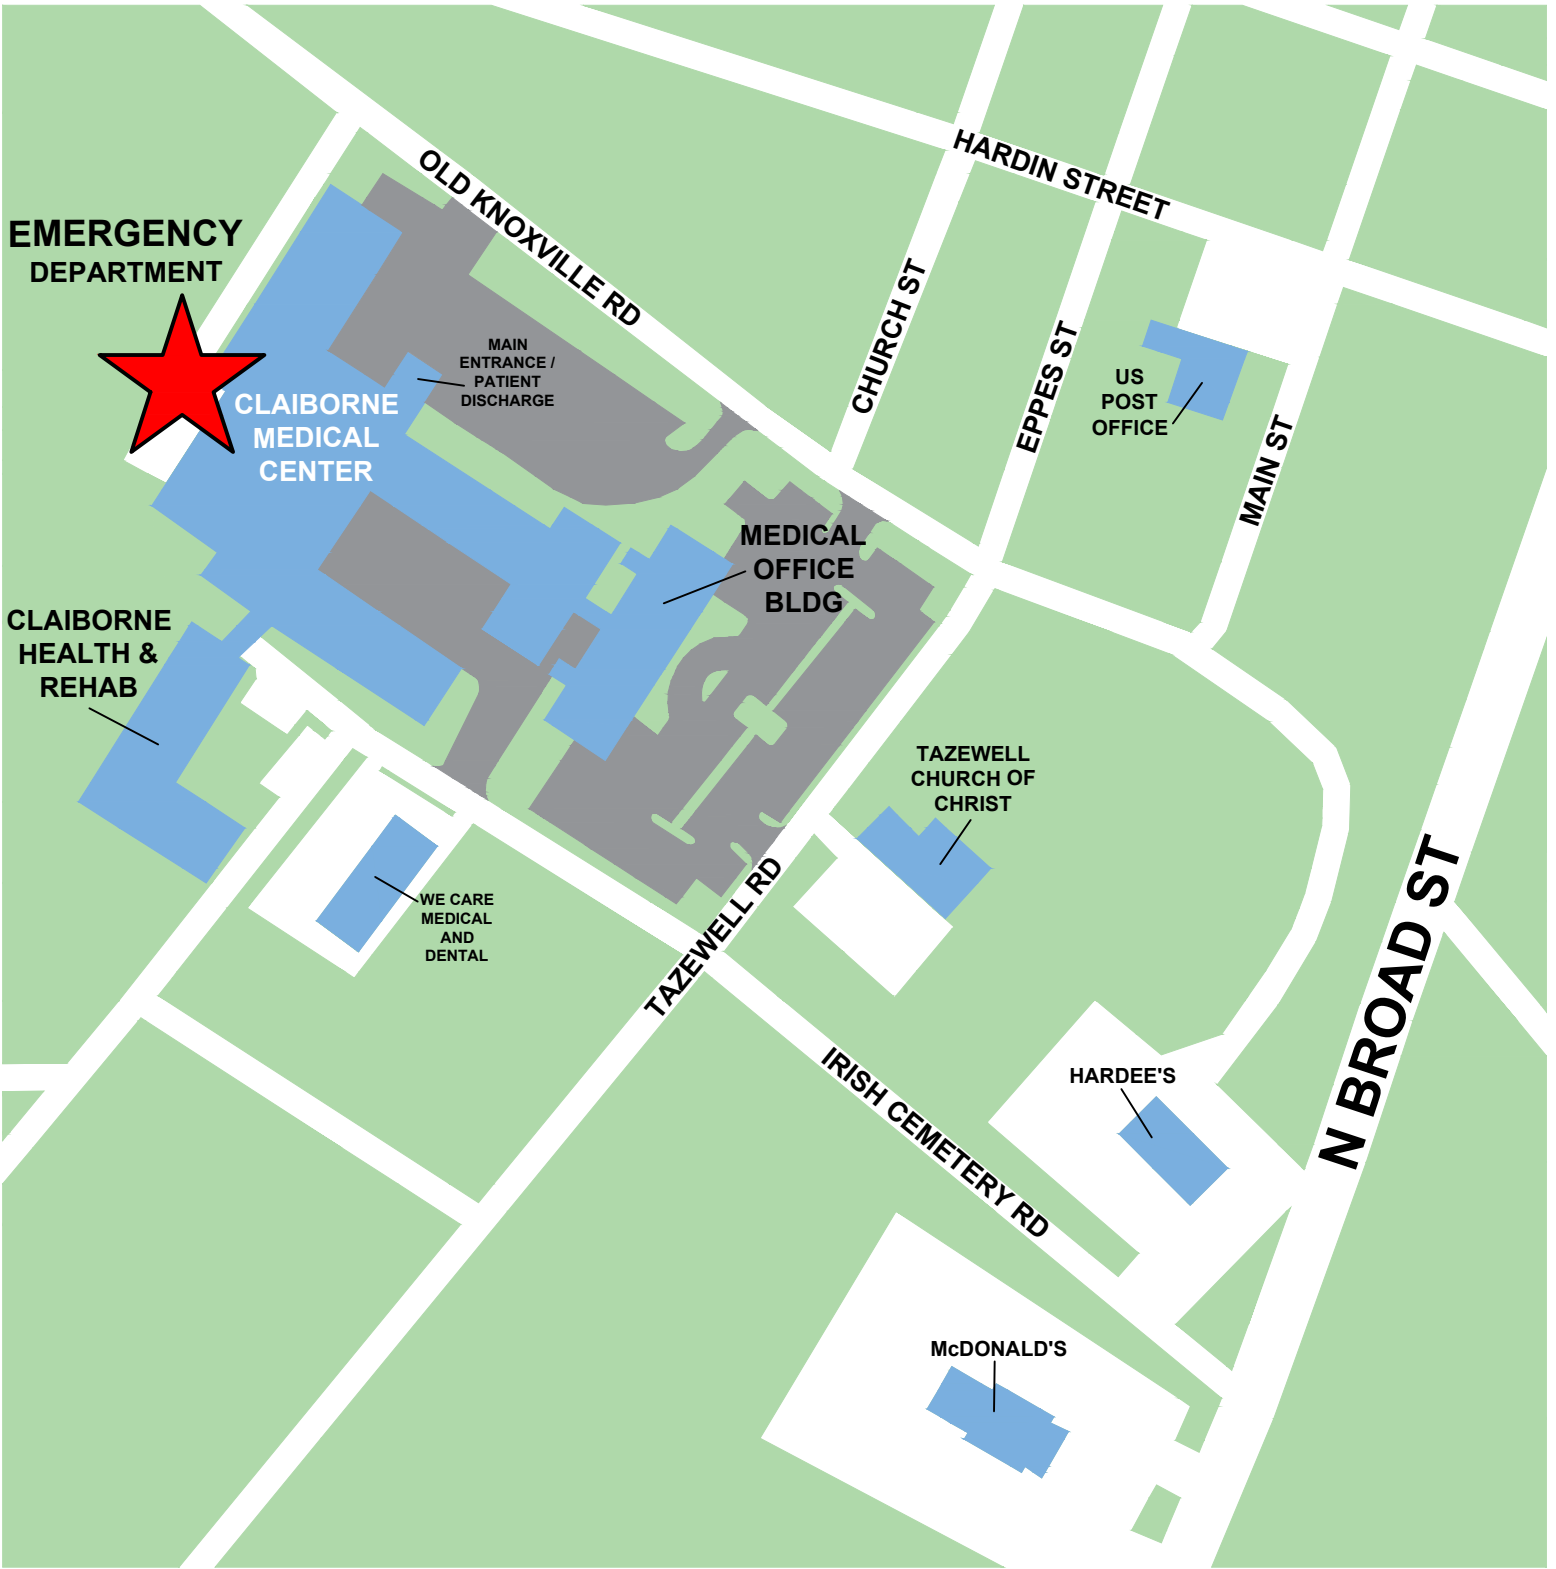 HARDIN STREET
OLD KNOXVILLE RD
EMERGENCY
DEPARTMENT
CHURCH ST
EPPES ST
MAIN
ENTRANCE /
PATIENT
DISCHARGE
US
POST
OFFICE
MAIN ST
CLAIBORNE
MEDICAL
CENTER
MEDICAL
OFFICE
BLDG
CLAIBORNE
HEALTH &
REHAB
TAZEWELL
CHURCH OF
CHRIST
WE CARE
MEDICAL
AND
DENTAL
TAZEWELL RD
N BROAD ST
IRISH CEMETERY RD
HARDEE'S
McDONALD'S